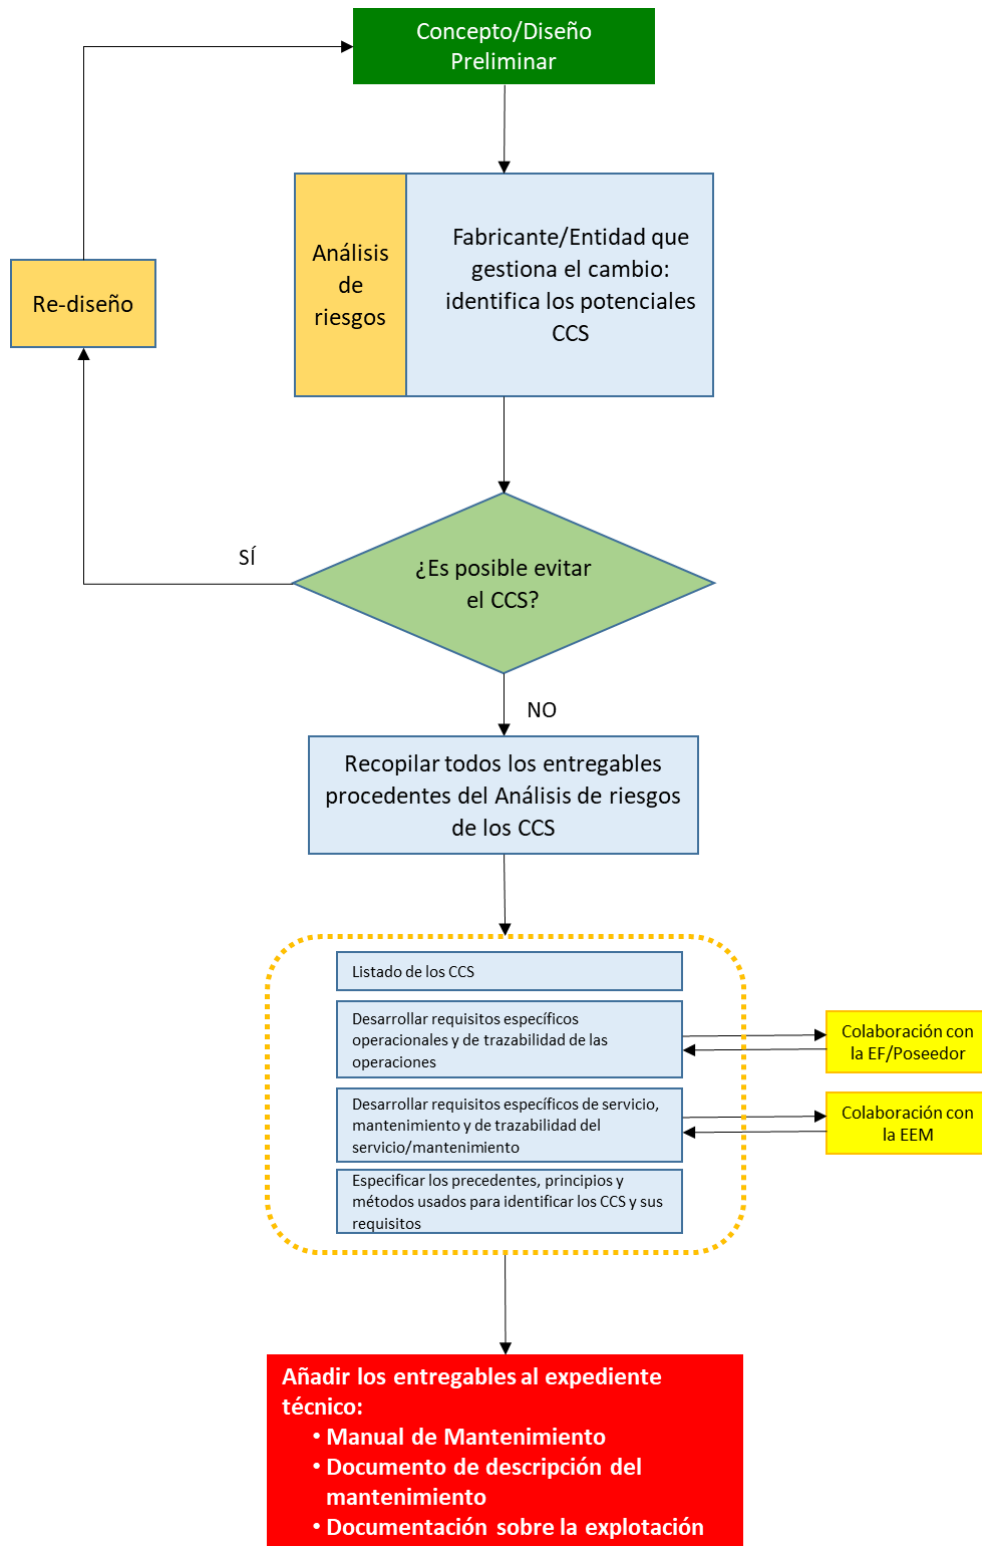 Concepto/Diseño
Preliminar
Análisis
de
riesgos
Fabricante/Entidad que
gestiona el cambio:
identifica los potenciales
CCS
Re-diseño
¿Es posible evitar
el CCS?
SÍ
NO
Recopilar todos los entregables
procedentes del Análisis de riesgos
de los CCS
Listado de los CCS
Desarrollar requisitos específicos
operacionales y de trazabilidad de las
operaciones
Colaboración con
la EF/Poseedor
Desarrollar requisitos específicos de servicio,
mantenimiento y de trazabilidad del
servicio/mantenimiento
Colaboración con
la EEM
Especificar los precedentes, principios y
métodos usados para identificar los CCS y sus
requisitos
Añadir los entregables al expediente
técnico:
• Manual de Mantenimiento
• Documento de descripción del
mantenimiento
• Documentación sobre la explotación